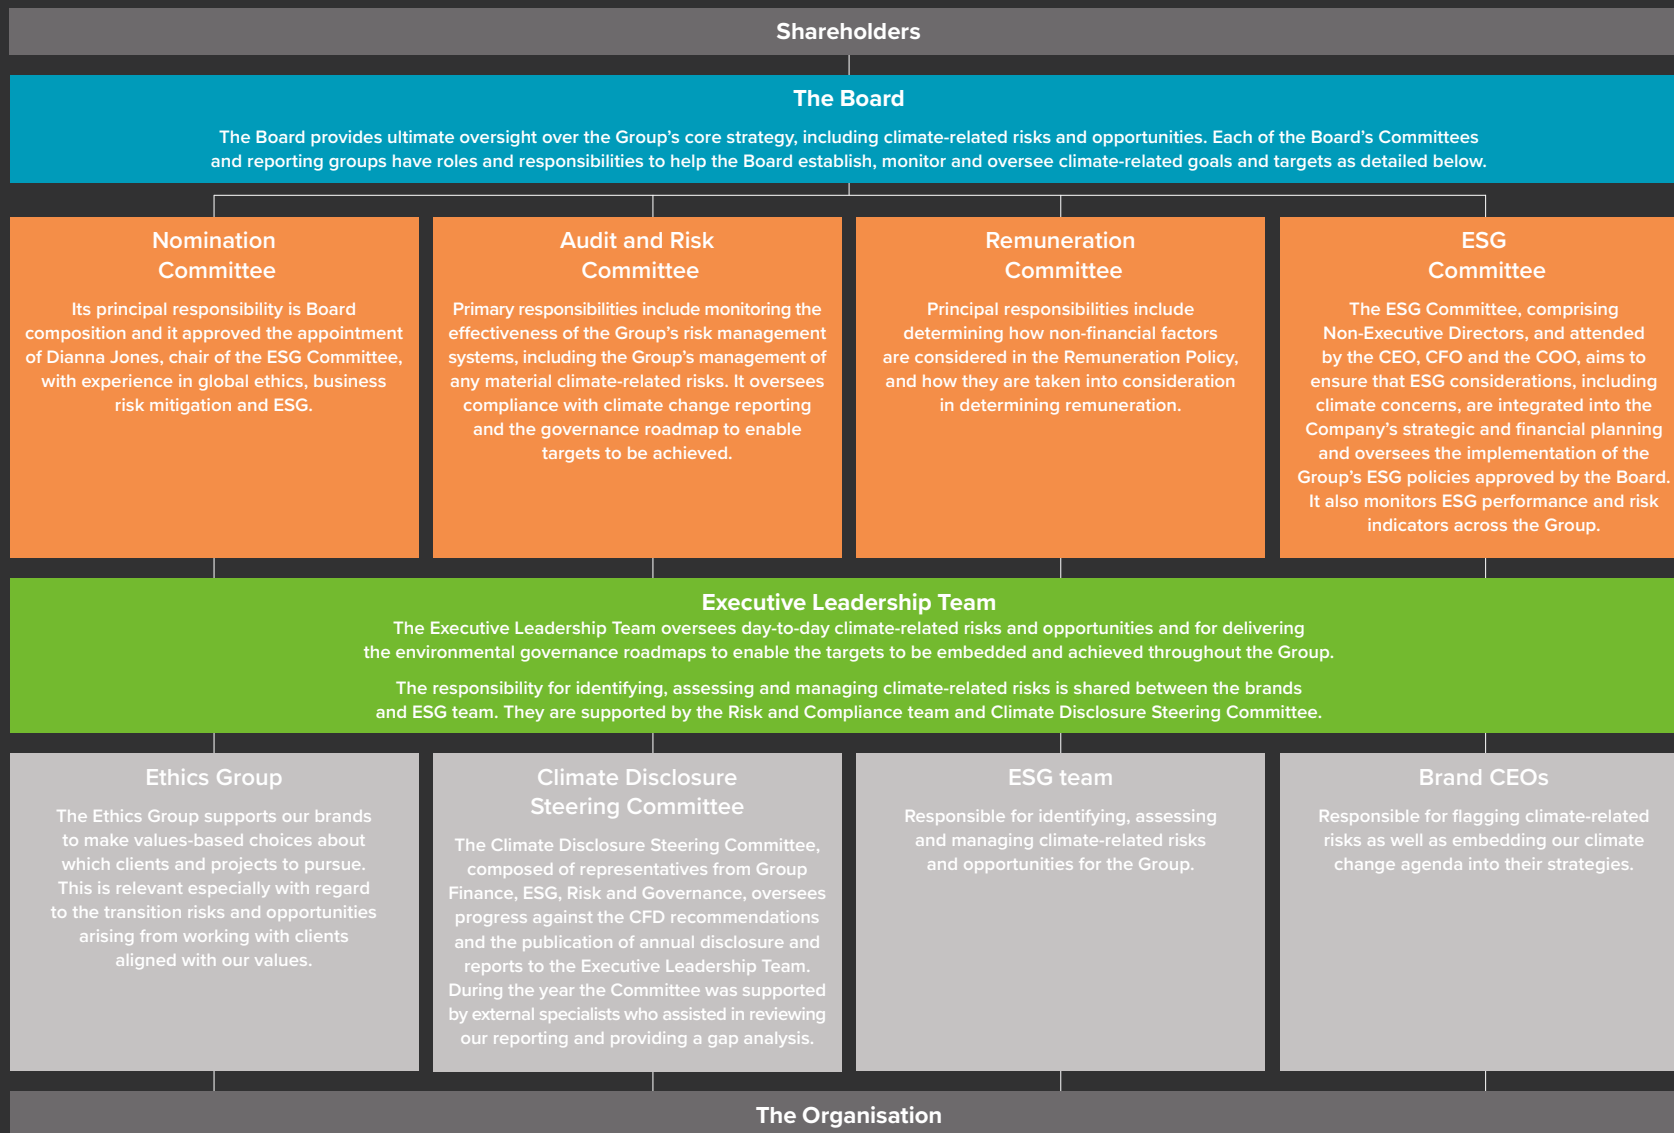 Shareholders
The Board
The Board provides ultimate oversight over the Group’s core strategy, including climate-related risks and opportunities. Each of the Board’s Committees
and reporting groups have roles and responsibilities to help the Board establish, monitor and oversee climate-related goals and targets as detailed below.
Nomination
Committee
Its principal responsibility is Board
composition and it approved the appointment
of Dianna Jones, chair of the ESG Committee,
with experience in global ethics, business
risk mitigation and ESG.
Audit and Risk
Committee
Primary responsibilities include monitoring the
effectiveness of the Group’s risk management
systems, including the Group’s management of
any material climate-related risks. It oversees
compliance with climate change reporting
and the governance roadmap to enable
targets to be achieved.
Remuneration
Committee
Principal responsibilities include
determining how non-financial factors
are considered in the Remuneration Policy,
and how they are taken into consideration
in determining remuneration.
ESG
Committee
The ESG Committee, comprising
Non-Executive Directors, and attended
by the CEO, CFO and the COO, aims to
ensure that ESG considerations, including
climate concerns, are integrated into the
Company’s strategic and financial planning
and oversees the implementation of the
Group’s ESG policies approved by the Board.
It also monitors ESG performance and risk
indicators across the Group.
Executive Leadership Team
The Executive Leadership Team oversees day-to-day climate-related risks and opportunities and for delivering
the environmental governance roadmaps to enable the targets to be embedded and achieved throughout the Group.
The responsibility for identifying, assessing and managing climate-related risks is shared between the brands
and ESG team. They are supported by the Risk and Compliance team and Climate Disclosure Steering Committee.
Ethics Group
The Ethics Group supports our brands
to make values-based choices about
which clients and projects to pursue.
This is relevant especially with regard
to the transition risks and opportunities
arising from working with clients
aligned with our values.
Climate Disclosure
Steering Committee
The Climate Disclosure Steering Committee,
composed of representatives from Group
Finance, ESG, Risk and Governance, oversees
progress against the CFD recommendations
and the publication of annual disclosure and
reports to the Executive Leadership Team.
During the year the Committee was supported
by external specialists who assisted in reviewing
our reporting and providing a gap analysis.
ESG team
Responsible for identifying, assessing
and managing climate-related risks
and opportunities for the Group.
Brand CEOs
Responsible for flagging climate-related
risks as well as embedding our climate
change agenda into their strategies.
The Organisation